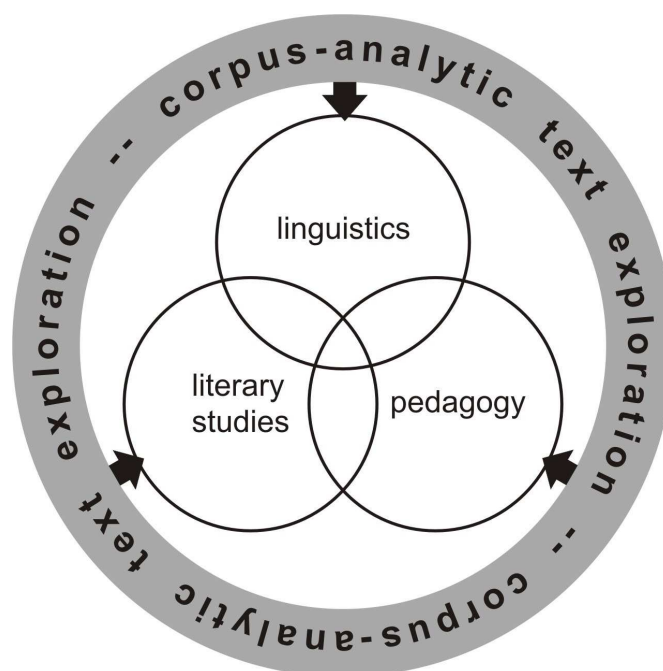 corpus-analytic text exploration -- corpus-analytic text exploration --
linguistics
literary
studies
pedagogy